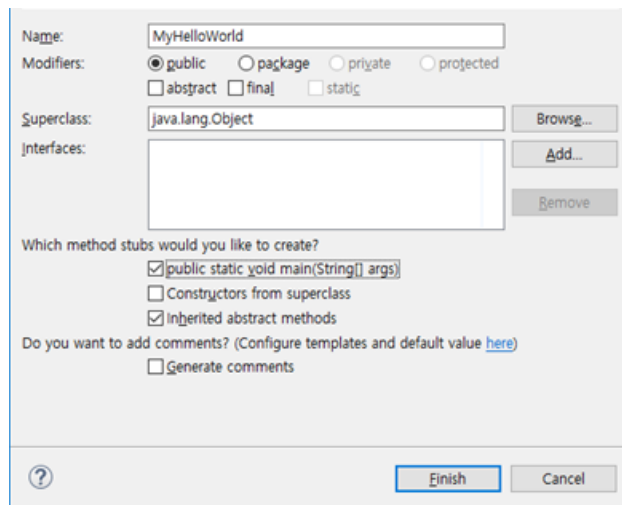 Name: MyHelloWorld
Modifiers: public package private protected
abstract final static
Superclass: java.lang.Object Browse...
Interfaces: Add...
Remove
Which method stubs would you like to create?
public static void main(String[] args)
Constructors from superclass
Inherited abstract methods
Do you want to add comments? (Configure templates and default value here)
Generate comments
? Finish Cancel